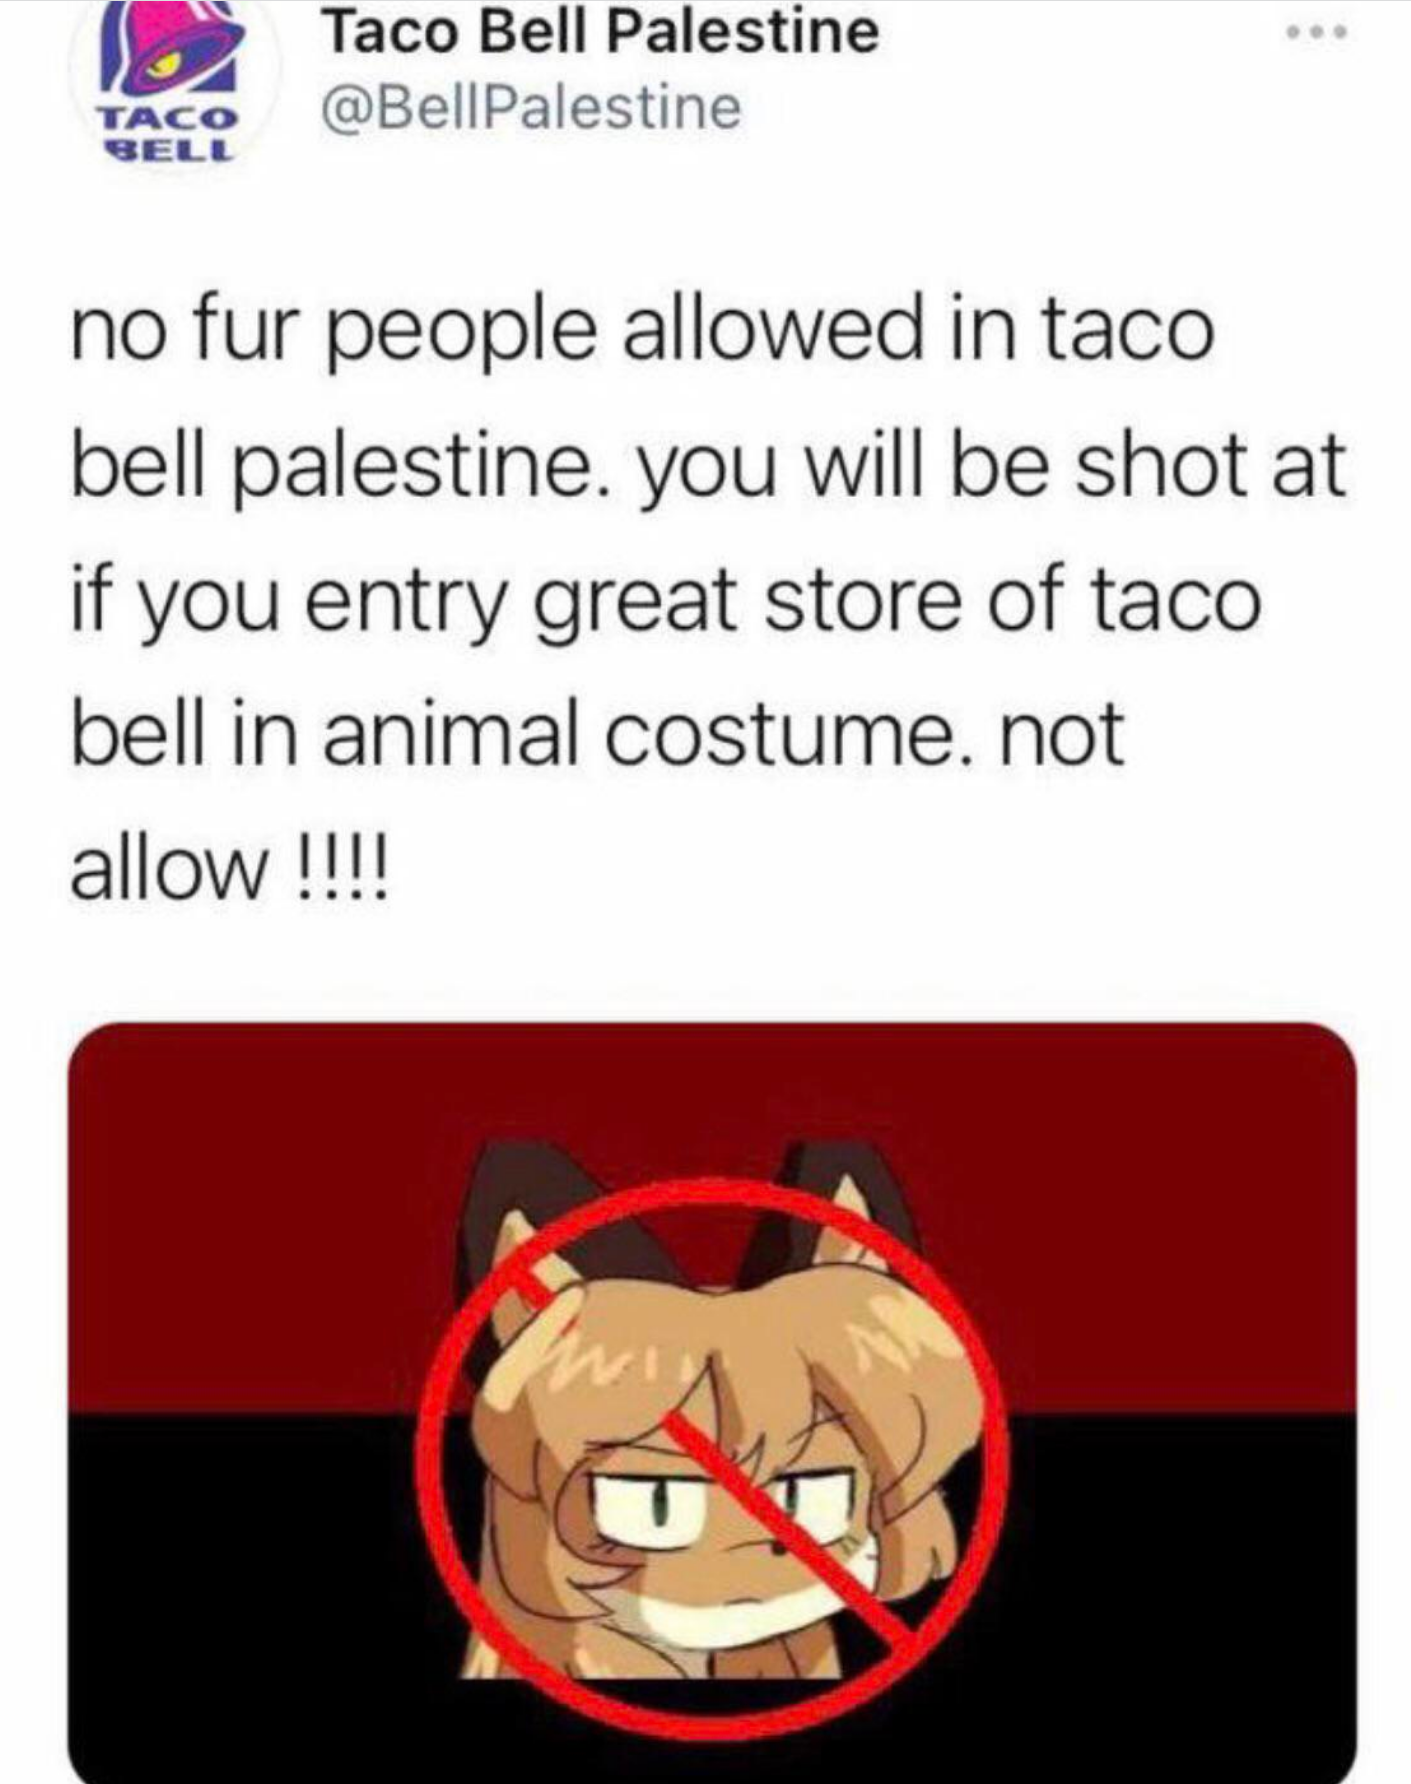 TACO
BELL
Taco Bell Palestine
@BellPalestine
no fur people allowed in taco
bell palestine. you will be shot at
if you entry great store of taco
bell in animal costume. not
allow !!!!